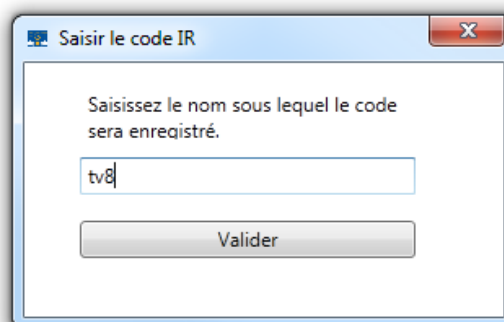 Saisir le code IR
Saisissez le nom sous lequel le code
sera enregistré.
tv8
Valider